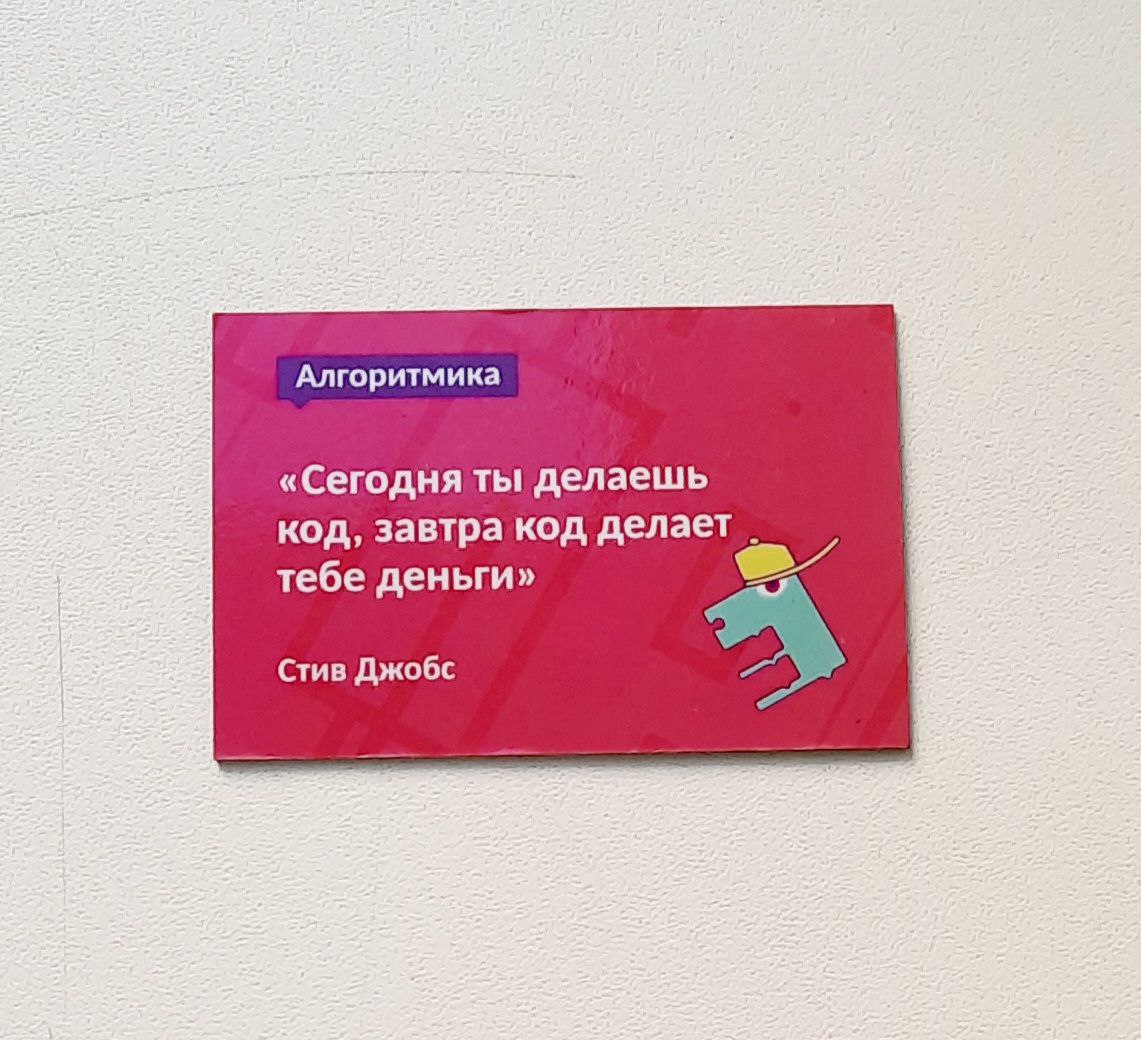 Алгоритмика
«Сегодня ты делаешь
код, завтра код делает
тебе деньги»
Стив Джобс